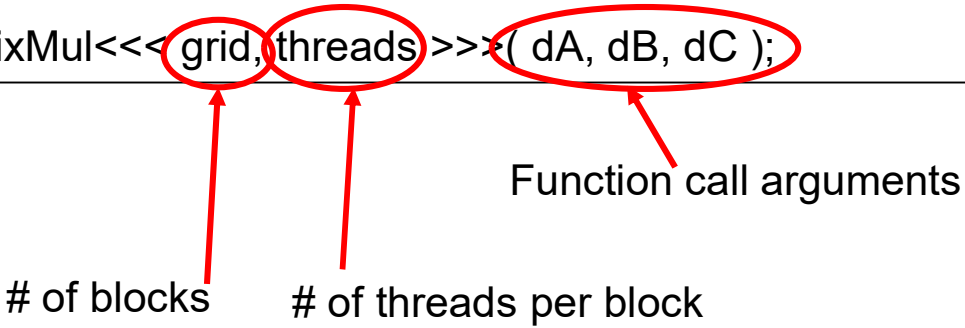 ixMul<<< grid, threads >>>( dA, dB, dC );
Function call arguments
# of blocks
# of threads per block